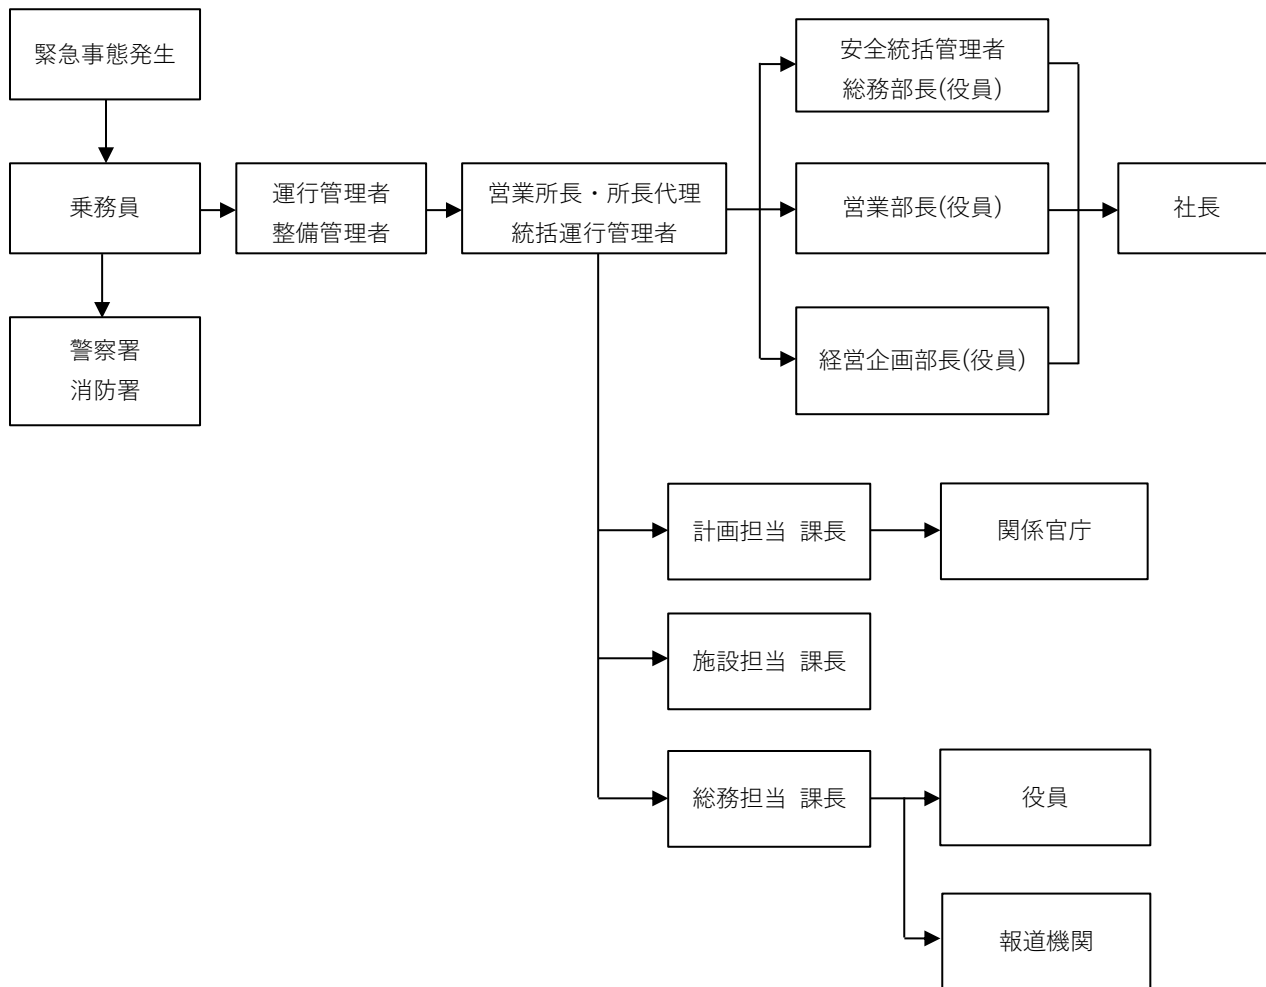 緊急事態発生
乗務員
警察署
消防署
運行管理者
整備管理者
営業所長・所長代理
統括運行管理者
安全統括管理者
総務部長(役員)
営業部長(役員)
経営企画部長(役員)
社長
計画担当 課長
関係官庁
施設担当 課長
総務担当 課長
役員
報道機関